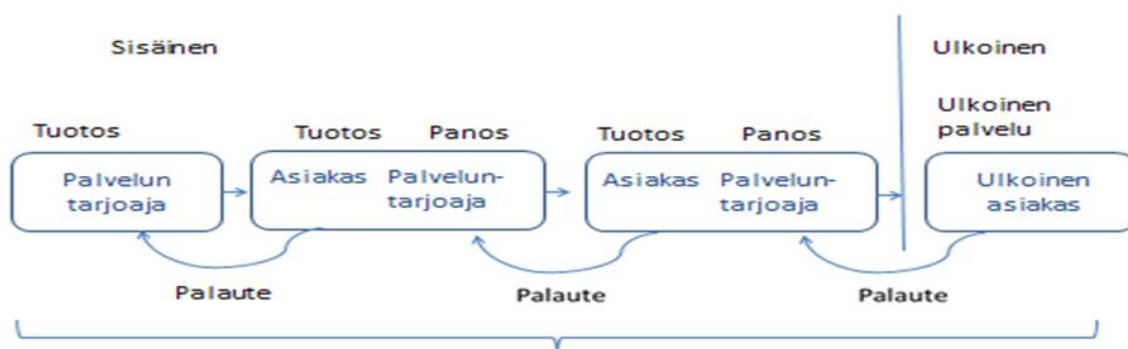 Sisäinen
Ulkoinen
Ulkoinen
palvelu
Tuotos
Tuotos Panos
Tuotos Panos
Palvelun
tarjoaja
Asiakas Palvelun-
tarjoaja
Asiakas Palvelun-
tarjoaja
Ulkoinen
asiakas
Palaute
Palaute
Palaute